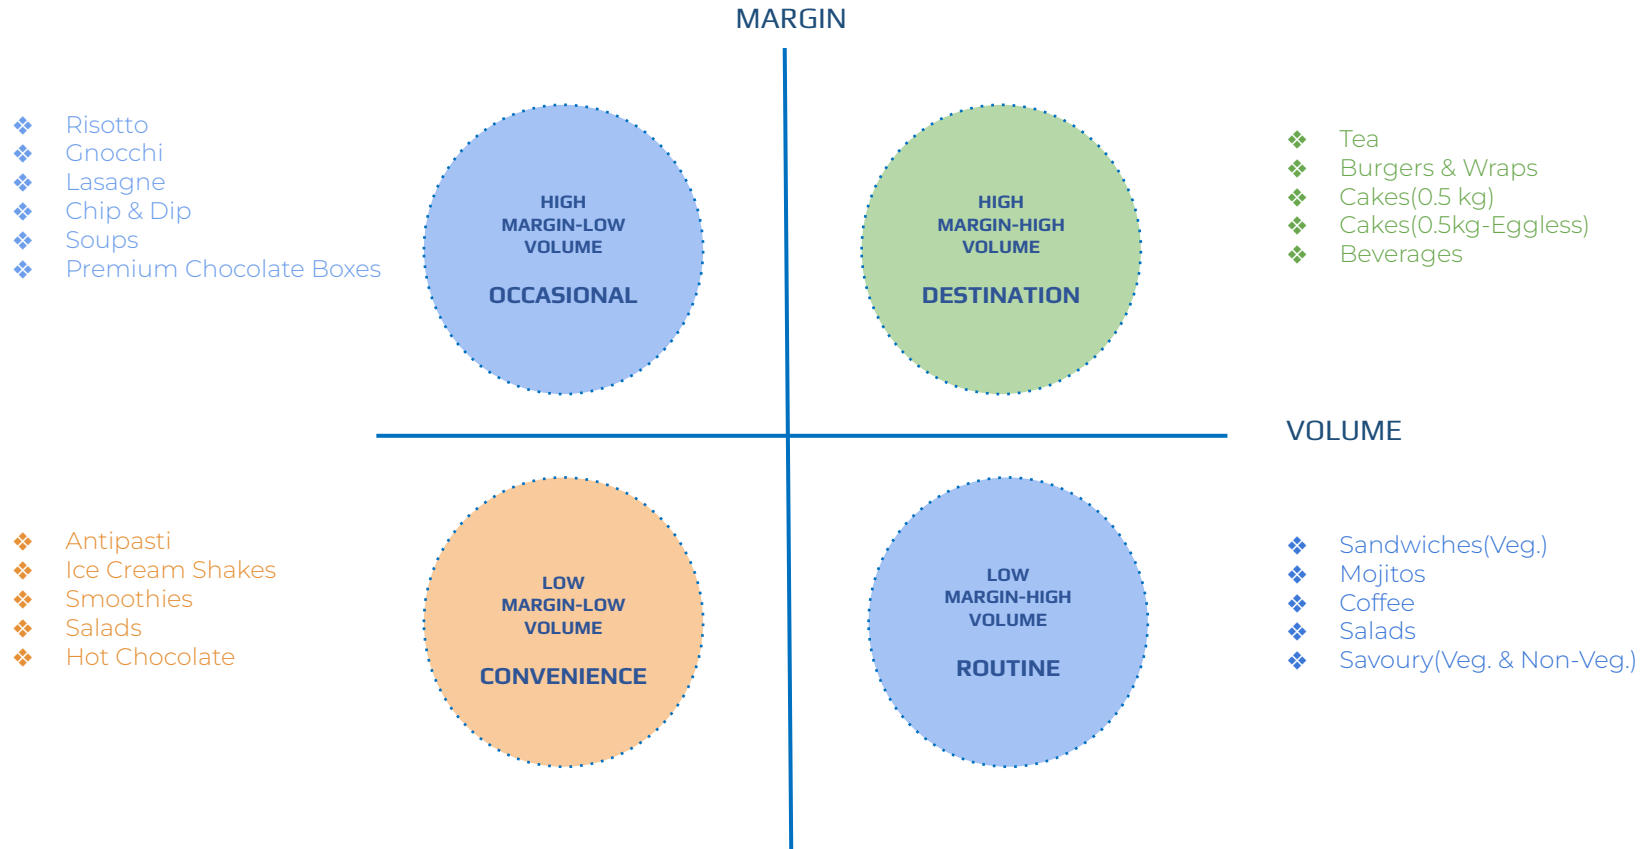 MARGIN
❖ Risotto
❖ Gnocchi
❖ Lasagne
❖ Chip & Dip
❖ Soups
❖ Premium Chocolate Boxes
HIGH
MARGIN-LOW
VOLUME
OCCASIONAL
HIGH
MARGIN-HIGH
VOLUME
DESTINATION
❖ Tea
❖ Burgers & Wraps
❖ Cakes(0.5 kg)
❖ Cakes(0.5kg-Eggless)
❖ Beverages
VOLUME
❖ Antipasti
❖ Ice Cream Shakes
❖ Smoothies
❖ Salads
❖ Hot Chocolate
LOW
MARGIN-LOW
VOLUME
CONVENIENCE
LOW
MARGIN-HIGH
VOLUME
ROUTINE
❖ Sandwiches(Veg.)
❖ Mojitos
❖ Coffee
❖ Salads
❖ Savoury(Veg. & Non-Veg.)